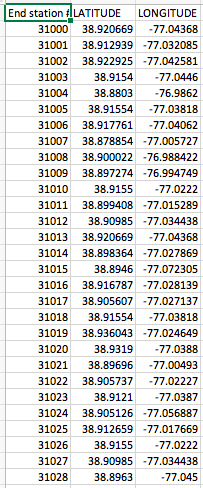 End station # LATITUDE LONGITUDE
31000 38.920669 -77.04368
31001 38.912939 -77.032085
31002 38.922925 -77.042581
31003 38.9154 -77.0446
31004 38.8803 -76.9862
31005 38.91554 -77.03818
31006 38.917761 -77.04062
31007 38.878854 -77.005727
31008 38.900022 -76.988422
31009 38.897274 -76.994749
31010 38.9155 -77.0222
31011 38.899408 -77.015289
31012 38.90985 -77.034438
31013 38.920669 -77.04368
31014 38.898364 -77.027869
31015 38.8946 -77.072305
31016 38.916787 -77.028139
31017 38.905607 -77.027137
31018 38.91554 -77.03818
31019 38.936043 -77.024649
31020 38.9319 -77.0388
31021 38.89696 -77.00493
31022 38.905737 -77.02227
31023 38.9121 -77.0387
31024 38.905126 -77.056887
31025 38.912659 -77.017669
31026 38.9155 -77.0222
31027 38.90985 -77.034438
31028 38.8963 -77.045